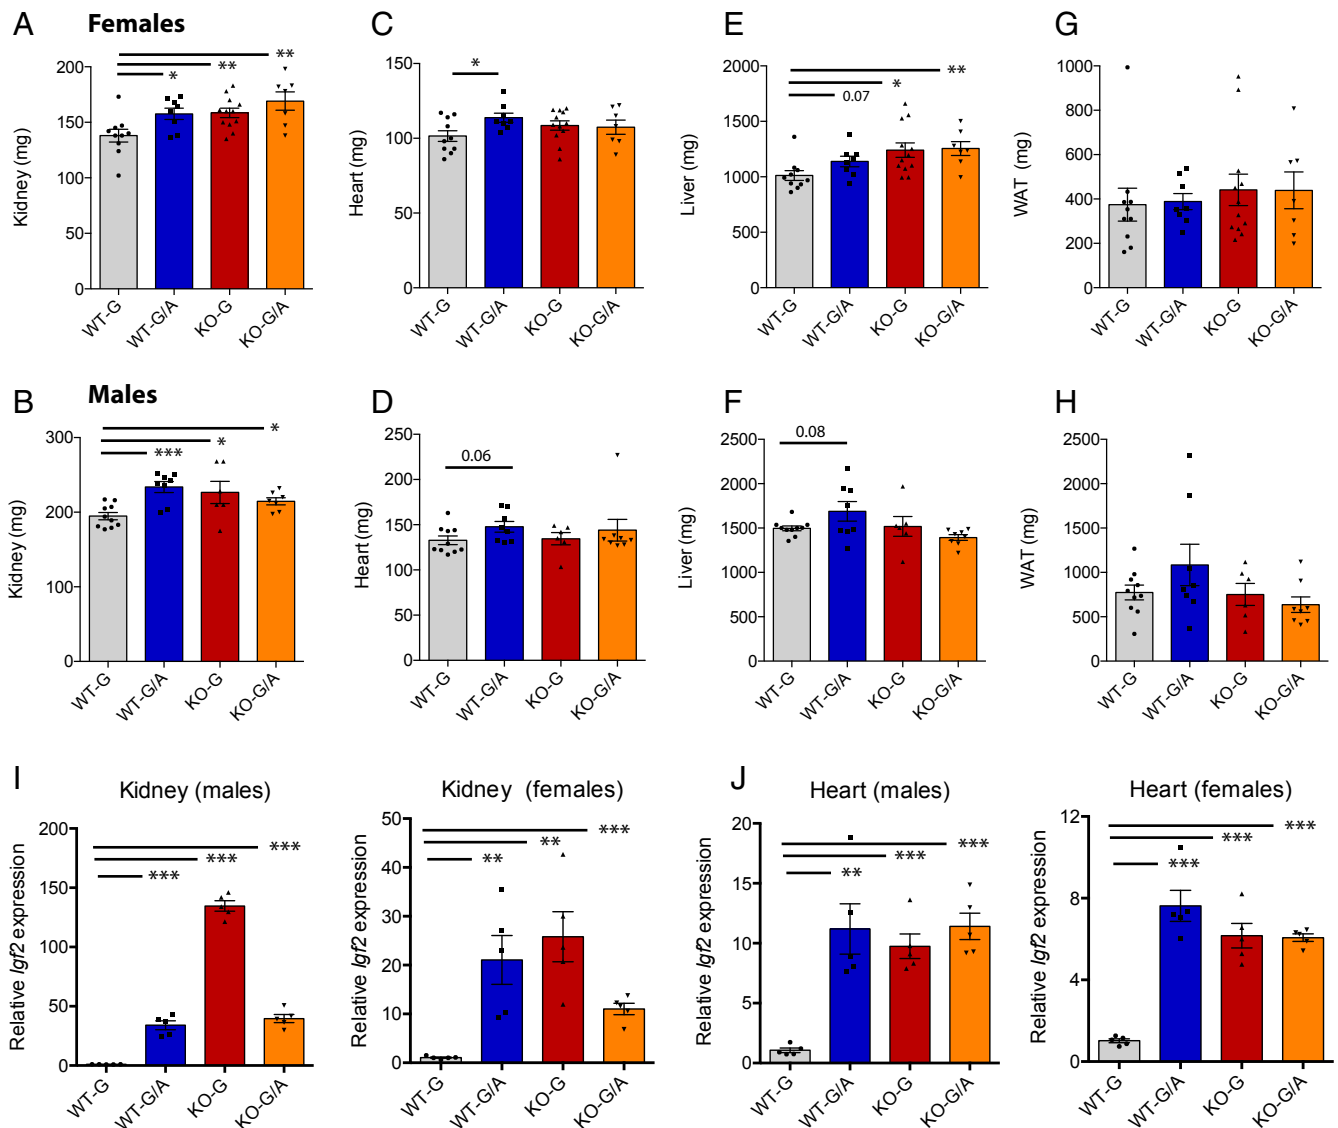 A Females
Kidney (mg)
200
150
100
50
0
*
**
**
WT-G
WT-G/A
KO-G
KO-G/A
C
Heart (mg)
150
100
50
0
*
WT-G
WT-G/A
KO-G
KO-G/A
E
Liver (mg)
2000
1500
1000
500
0
0.07
*
**
WT-G
WT-G/A
KO-G
KO-G/A
G
WAT (mg)
1000
800
600
400
200
0
WT-G
WT-G/A
KO-G
KO-G/A
B Males
Kidney (mg)
300
200
100
0
***
*
*
WT-G
WT-G/A
KO-G
KO-G/A
D
Heart (mg)
250
200
150
100
50
0
0.06
WT-G
WT-G/A
KO-G
KO-G/A
F
Liver (mg)
2500
2000
1500
1000
500
0
0.08
WT-G
WT-G/A
KO-G
KO-G/A
H
WAT (mg)
2500
2000
1500
1000
500
0
WT-G
WT-G/A
KO-G
KO-G/A
I
Kidney (males)
Relative Igf2 expression
200
150
100
50
0
***
***
***
WT-G
WT-G/A
KO-G
KO-G/A
Kidney (females)
Relative Igf2 expression
50
40
30
20
10
0
**
**
***
WT-G
WT-G/A
KO-G
KO-G/A
J
Heart (males)
Relative Igf2 expression
20
15
10
5
0
**
***
***
WT-G
WT-G/A
KO-G
KO-G/A
Heart (females)
Relative Igf2 expression
12
8
4
0
***
***
***
WT-G
WT-G/A
KO-G
KO-G/A